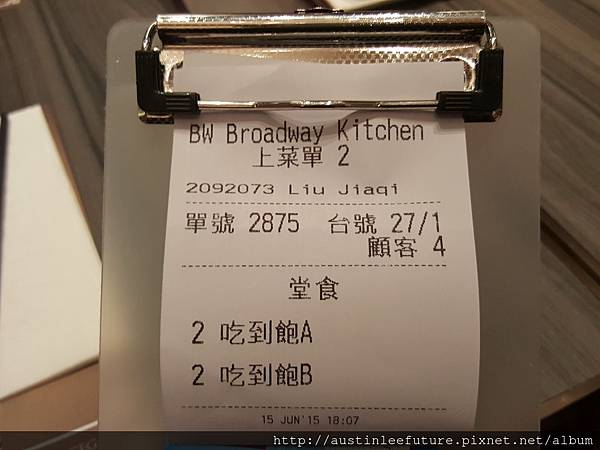 BW Broadway Kitchen
上菜單 2
2092073 Liu Jiaqi
單號 2875 台號 27/1
顧客 4
堂食
2 吃到飽A
2 吃到飽B
15 JUN'15 18:07
http://austinleefuture.pixnet.net/album